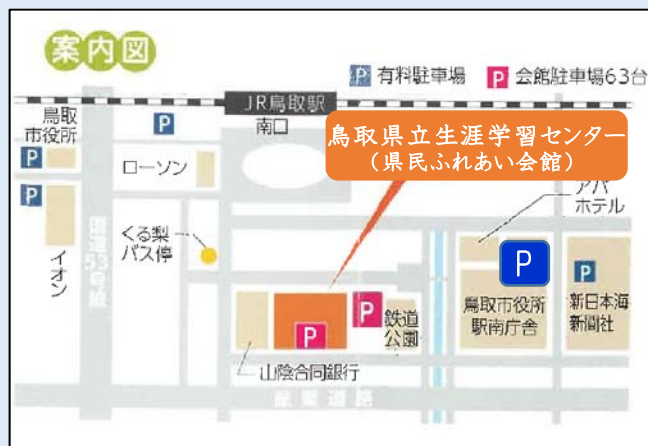 案内図
P 有料駐車場 P 会館駐車場63台
JR鳥取駅
南口
鳥取
市役所
P
P
P
ローソン
鳥取県立生涯学習センター
(県民ふれあい会館)
アパ
ホテル
国道53号線
イオン
くる梨
バス停
P
P
P
P
鉄道
公園
鳥取市役所
駅南庁舎
新日本海
新聞社
山陰合同銀行
産業道路